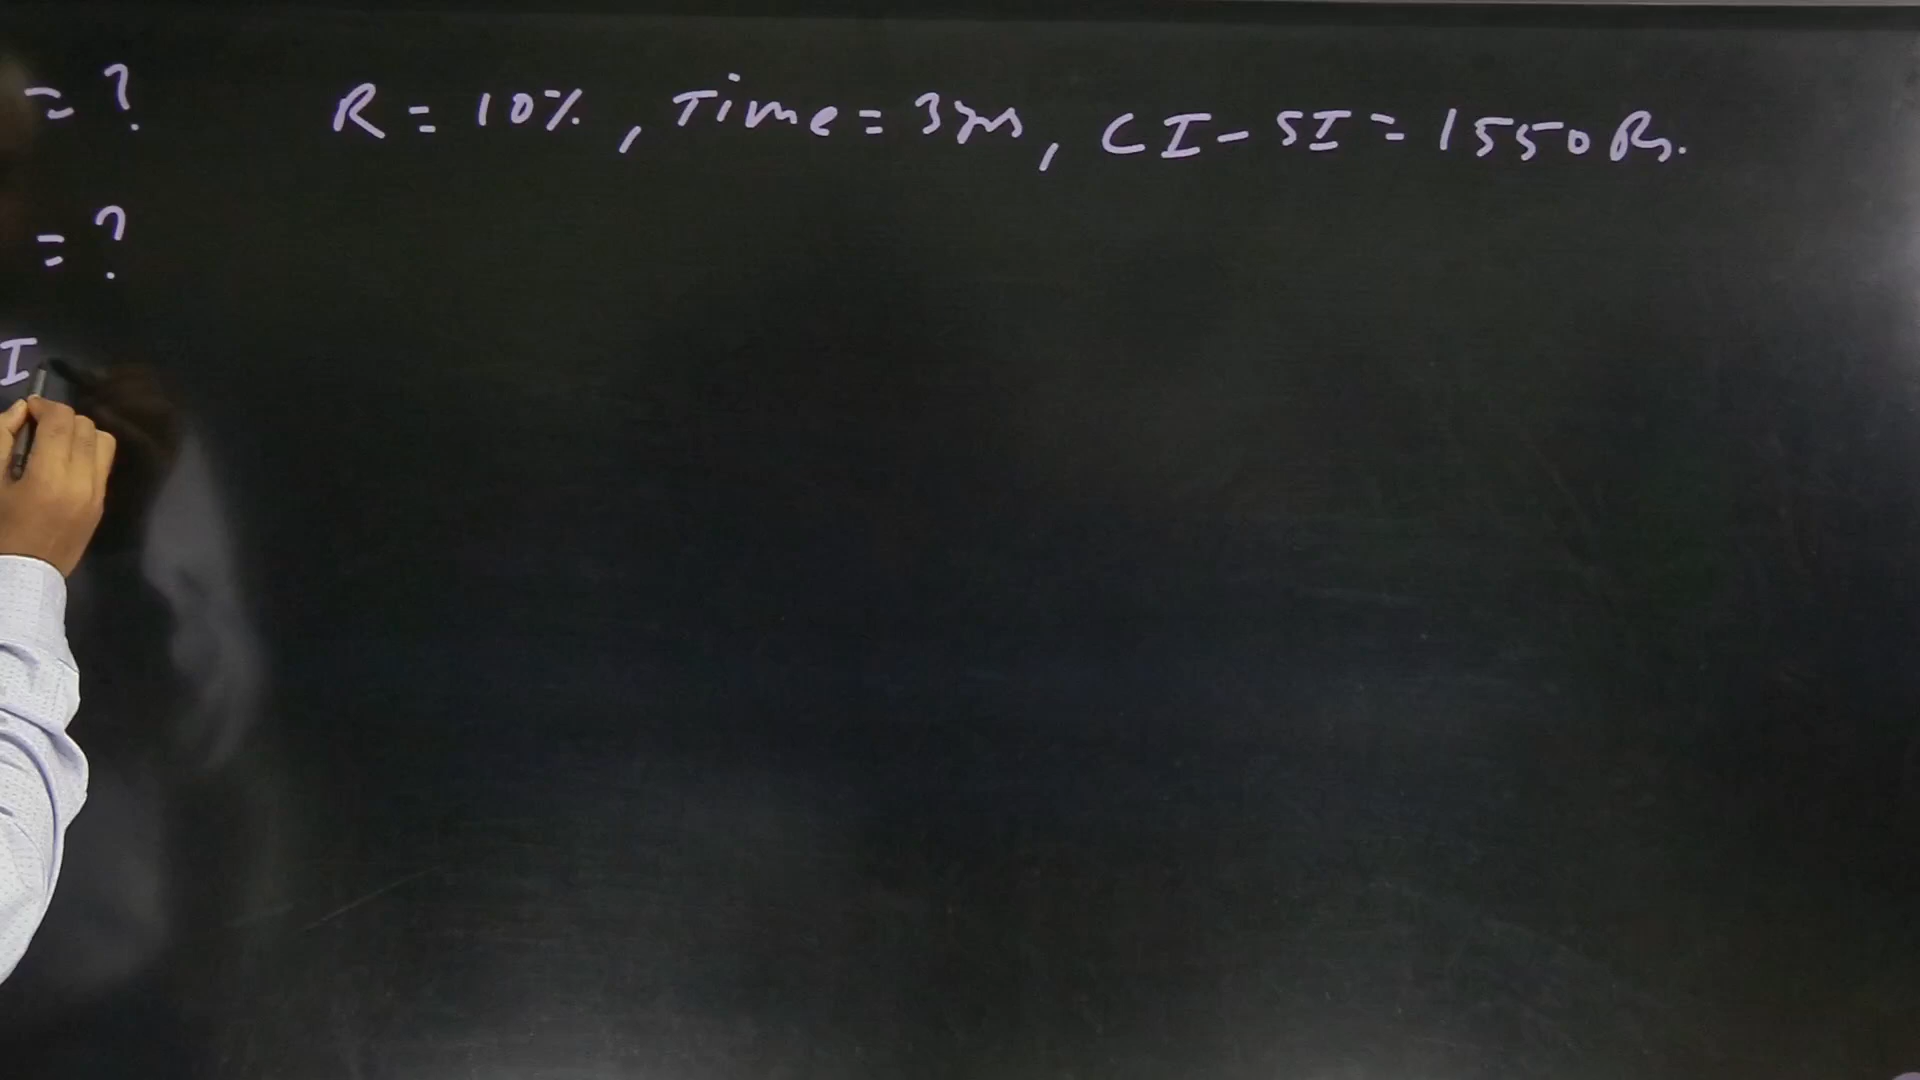 = ? R = 10%, Time = 3yrs, CI - SI = 1550 Rs.
= ?
I